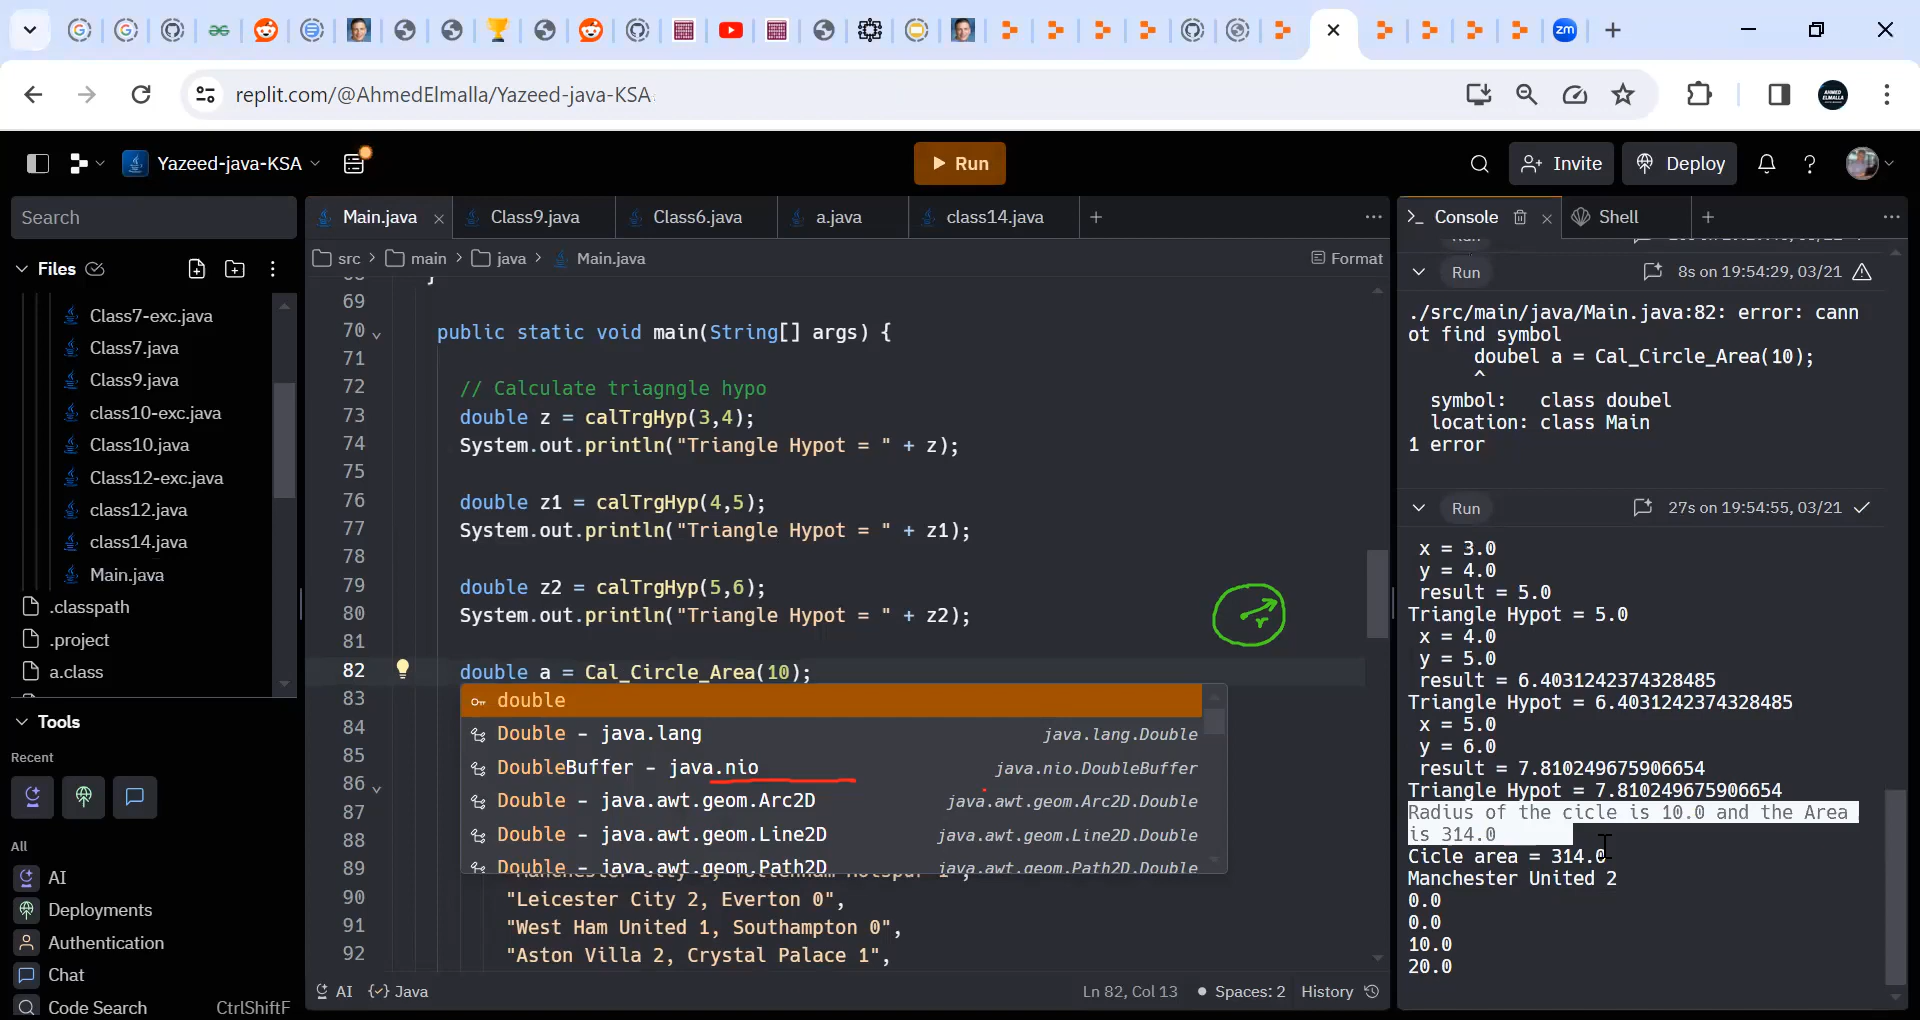 zm
replit.com/@AhmedElmalla/Yazeed-java-KSA
Yazeed-java-KSA
Run
Invite
Deploy
Search
Main.java
Class9.java
Class6.java
a.java
class14.java
Console
Shell
Files
src > main > java > Main.java
Format
Class7-exc.java
Class7.java
Class9.java
class10-exc.java
Class10.java
Class12-exc.java
class12.java
class14.java
Main.java
.classpath
.project
a.class
Tools
Recent
All
AI
Deployments
Authentication
Chat
Code Search CtrlShiftF
69
70 public static void main(String[] args) {
71
72 // Calculate triagngle hypo
73 double z = calTrgHyp(3,4);
74 System.out.println("Triangle Hypot = " + z);
75
76 double z1 = calTrgHyp(4,5);
77 System.out.println("Triangle Hypot = " + z1);
78
79 double z2 = calTrgHyp(5,6);
80 System.out.println("Triangle Hypot = " + z2);
81
82 double a = Cal_Circle_Area(10);
83
84
85
86
87
88
89
90 "Leicester City 2, Everton 0",
91 "West Ham United 1, Southampton 0",
92 "Aston Villa 2, Crystal Palace 1",
double
Double – java.lang java.lang.Double
DoubleBuffer – java.nio java.nio.DoubleBuffer
Double – java.awt.geom.Arc2D java.awt.geom.Arc2D.Double
Double – java.awt.geom.Line2D java.awt.geom.Line2D.Double
Double – java.awt.geom.Path2D java.awt.geom.Path2D.Double
r
AI
Java
Ln 82, Col 13
Spaces: 2
History
Run 8s on 19:54:29, 03/21
./src/main/java/Main.java:82: error: cann
ot find symbol
doubel a = Cal_Circle_Area(10);
^
symbol: class doubel
location: class Main
1 error
Run 27s on 19:54:55, 03/21
x = 3.0
y = 4.0
result = 5.0
Triangle Hypot = 5.0
x = 4.0
y = 5.0
result = 6.4031242374328485
Triangle Hypot = 6.4031242374328485
x = 5.0
y = 6.0
result = 7.810249675906654
Triangle Hypot = 7.810249675906654
Radius of the cicle is 10.0 and the Area
is 314.0
Cicle area = 314.0
Manchester United 2
0.0
0.0
10.0
20.0